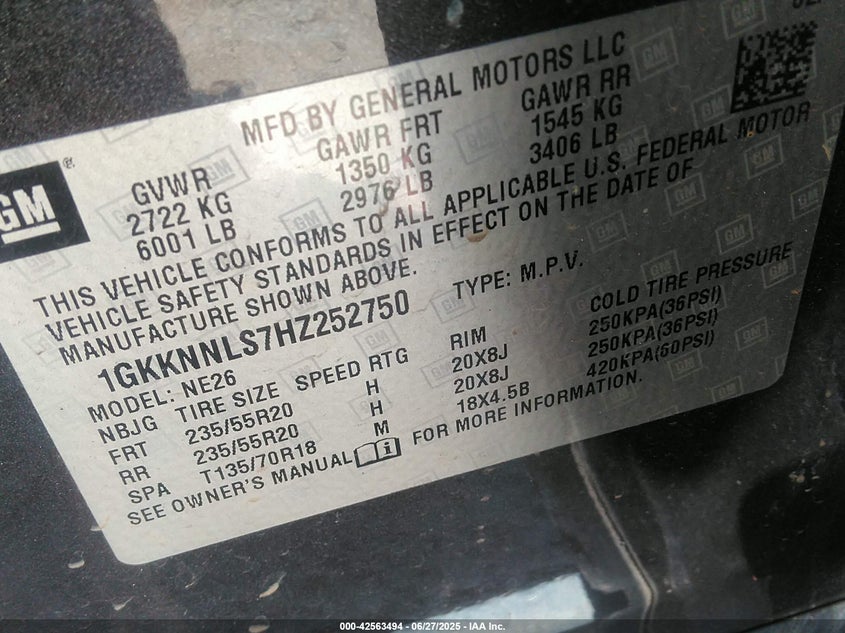 MFD BY GENERAL MOTORS LLC
GVWR GAWR FRT GAWR RR
2722 KG 1350 KG 1545 KG
6001 LB 2976 LB 3406 LB
GM
THIS VEHICLE CONFORMS TO ALL APPLICABLE U.S. FEDERAL MOTOR
VEHICLE SAFETY STANDARDS IN EFFECT ON THE DATE OF
MANUFACTURE SHOWN ABOVE.
1GKKNNLS7HZ252750 TYPE: M.P.V.
MODEL: NE26
NBJG TIRE SIZE SPEED RTG RIM COLD TIRE PRESSURE
FRT 235/55R20 H 20X8J 250KPA(36PSI)
RR 235/55R20 H 20X8J 250KPA(36PSI)
SPA T135/70R18 M 18X4.5B 420KPA(60PSI)
SEE OWNER'S MANUAL FOR MORE INFORMATION.
000-42563494 - 06/27/2025 - IAA Inc.